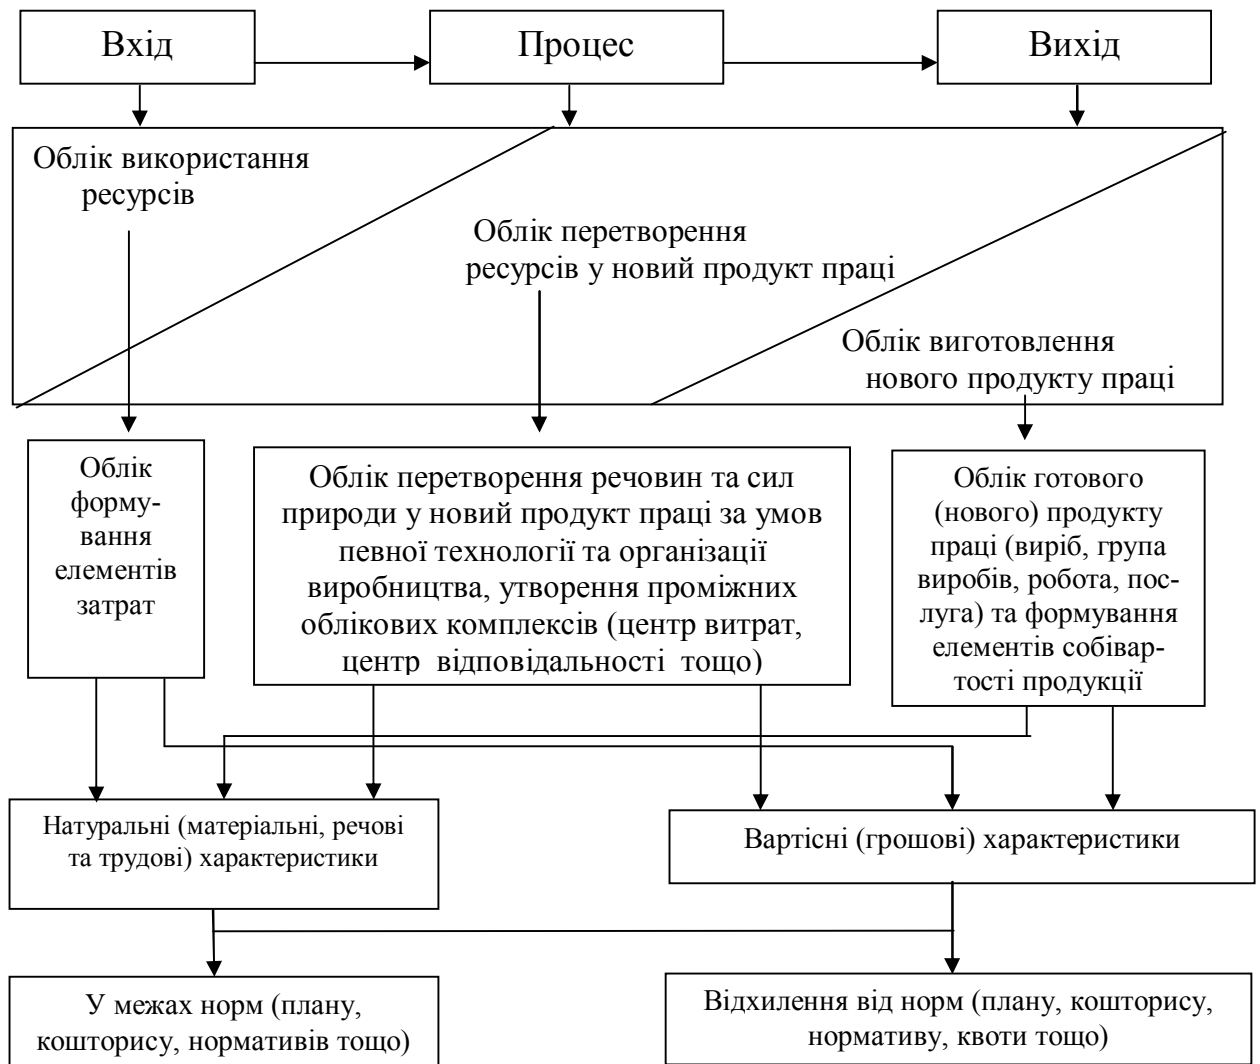 Вхід
Процес
Вихід
Облік використання
ресурсів
Облік перетворення
ресурсів у новий продукт праці
Облік виготовлення
нового продукту праці
Облік
форму-
вання
елементів
затрат
Облік перетворення речовин та сил
природи у новий продукт праці за умов
певної технології та організації
виробництва, утворення проміжних
облікових комплексів (центр витрат,
центр відповідальності тощо)
Облік готового
(нового) продукту
праці (виріб, група
виробів, робота, пос-
луга) та формування
елементів собівар-
тості продукції
Натуральні (матеріальні, речові
та трудові) характеристики
Вартісні (грошові) характеристики
У межах норм (плану,
кошторису, нормативів тощо)
Відхилення від норм (плану, кошторису,
нормативу, квоти тощо)